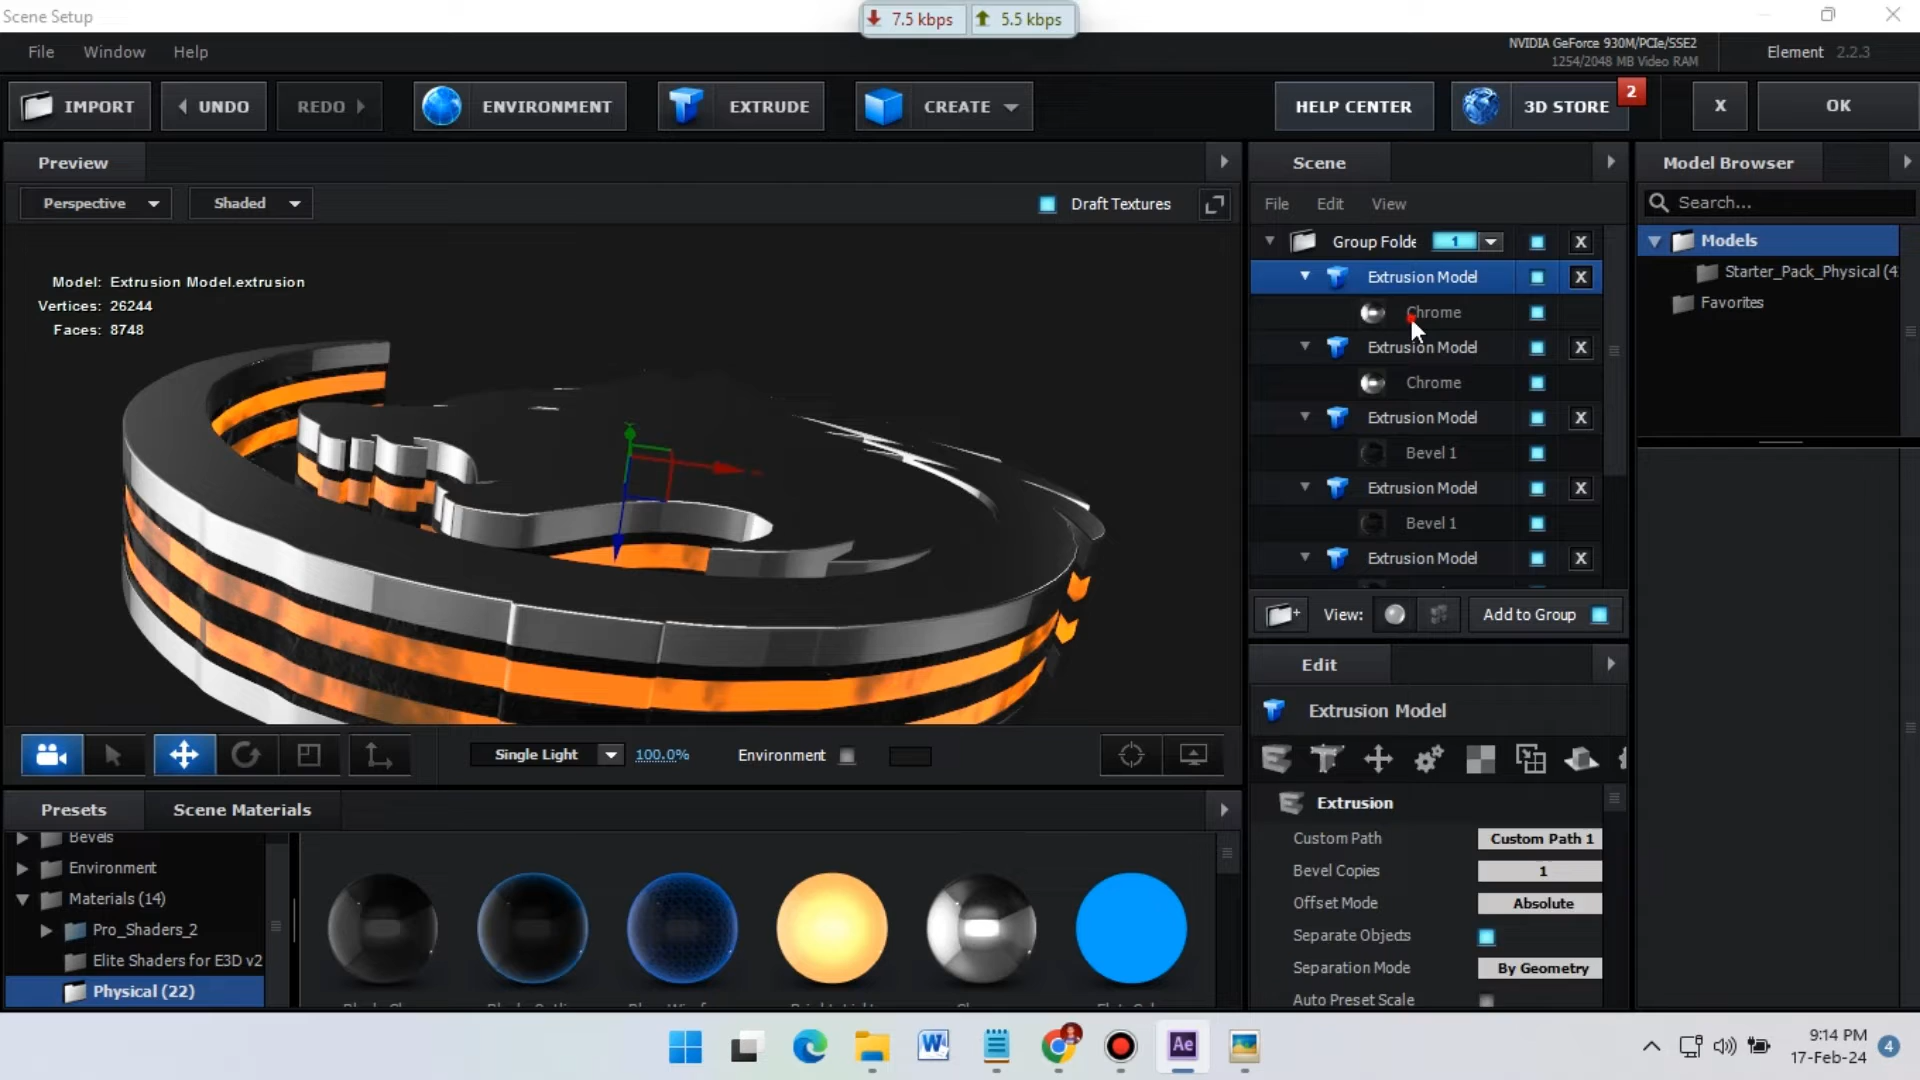 Scene Setup
7.5 kbps
5.5 kbps
File
Window
Help
NVIDIA GeForce 930M/PCIe/SSE2
1254/2048 MB Video RAM
Element 2.2.3
IMPORT
UNDO
REDO
ENVIRONMENT
EXTRUDE
CREATE
HELP CENTER
3D STORE
2
X
OK
Preview
Perspective
Shaded
Draft Textures
Model: Extrusion Model.extrusion
Vertices: 26244
Faces: 8748
Scene
File
Edit
View
Group Folde
1
X
Extrusion Model
X
Chrome
Extrusion Model
X
Chrome
Extrusion Model
X
Bevel 1
Extrusion Model
X
Bevel 1
Extrusion Model
X
View:
Add to Group
Model Browser
Search...
Models
Starter_Pack_Physical (4
Favorites
Edit
Extrusion Model
Extrusion
Custom Path
Custom Path 1
Bevel Copies
1
Offset Mode
Absolute
Separate Objects
Separation Mode
By Geometry
Auto Preset Scale
Single Light
100.0%
Environment
Presets
Scene Materials
Bevels
Environment
Materials (14)
Pro_Shaders_2
Elite Shaders for E3D v2
Physical (22)
W
Ae
9:14 PM
17-Feb-24
4